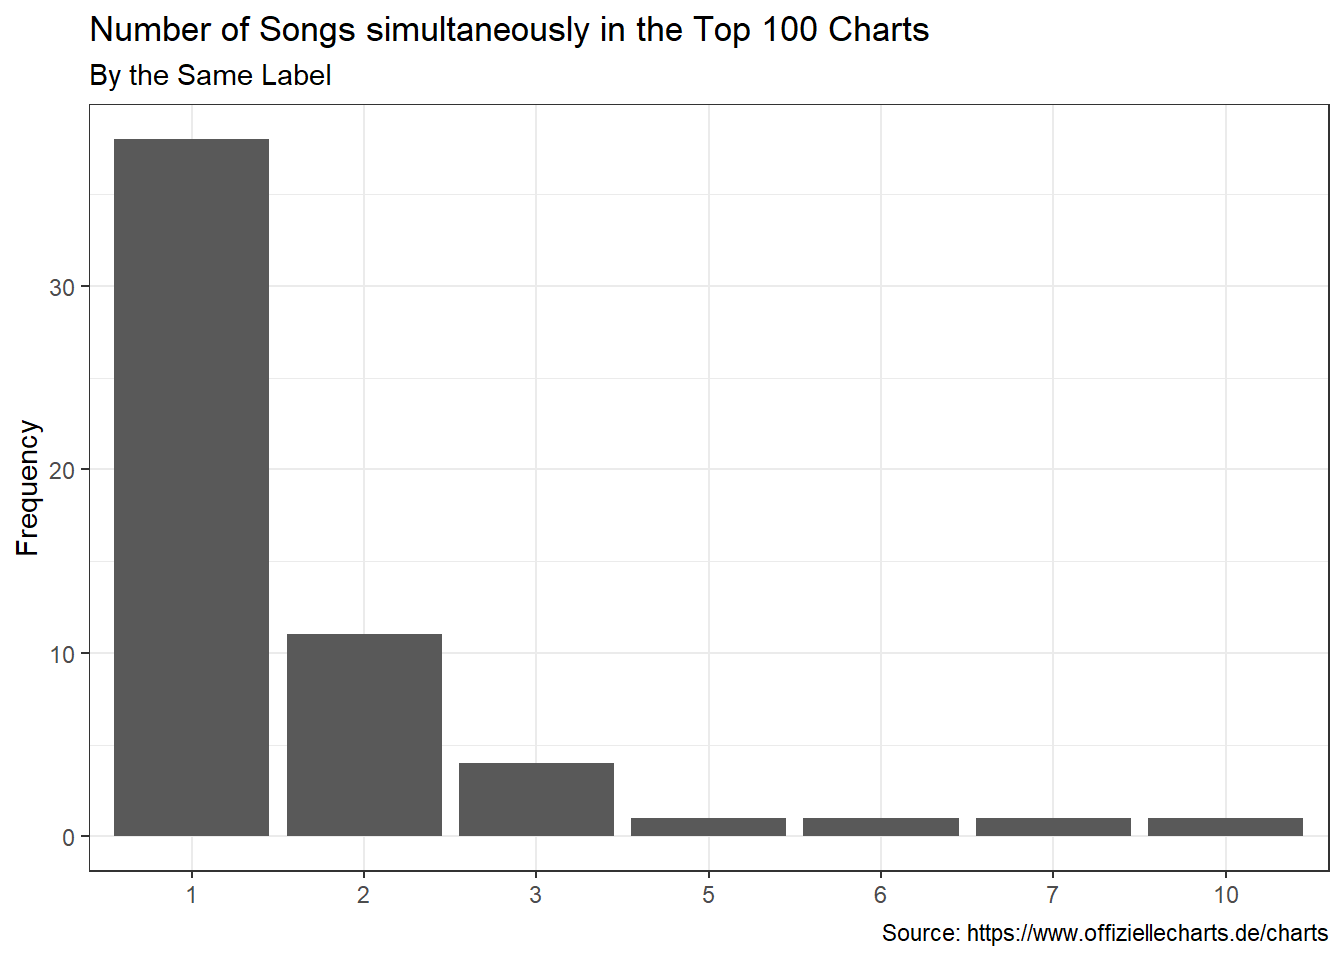 Number of Songs simultaneously in the Top 100 Charts
By the Same Label
Frequency
30
20
10
0
1 2 3 5 6 7 10
Source: https://www.offiziellecharts.de/charts